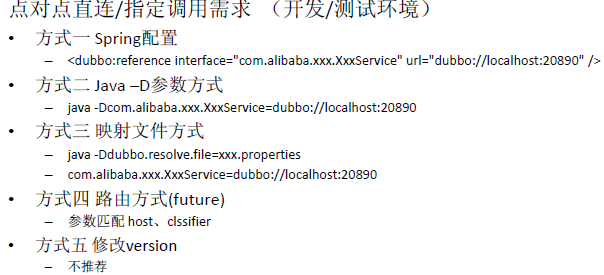 点对点直连/指定调用需求 （开发/测试环境）
• 方式一 Spring配置
– <dubbo:reference interface="com.alibaba.xxx.XxxService" url="dubbo://localhost:20890" />
• 方式二 Java –D参数方式
– java -Dcom.alibaba.xxx.XxxService=dubbo://localhost:20890
• 方式三 映射文件方式
– java -Ddubbo.resolve.file=xxx.properties
– com.alibaba.xxx.XxxService=dubbo://localhost:20890
• 方式四 路由方式(future)
– 参数匹配 host、clssifier
• 方式五 修改version
– 不推荐